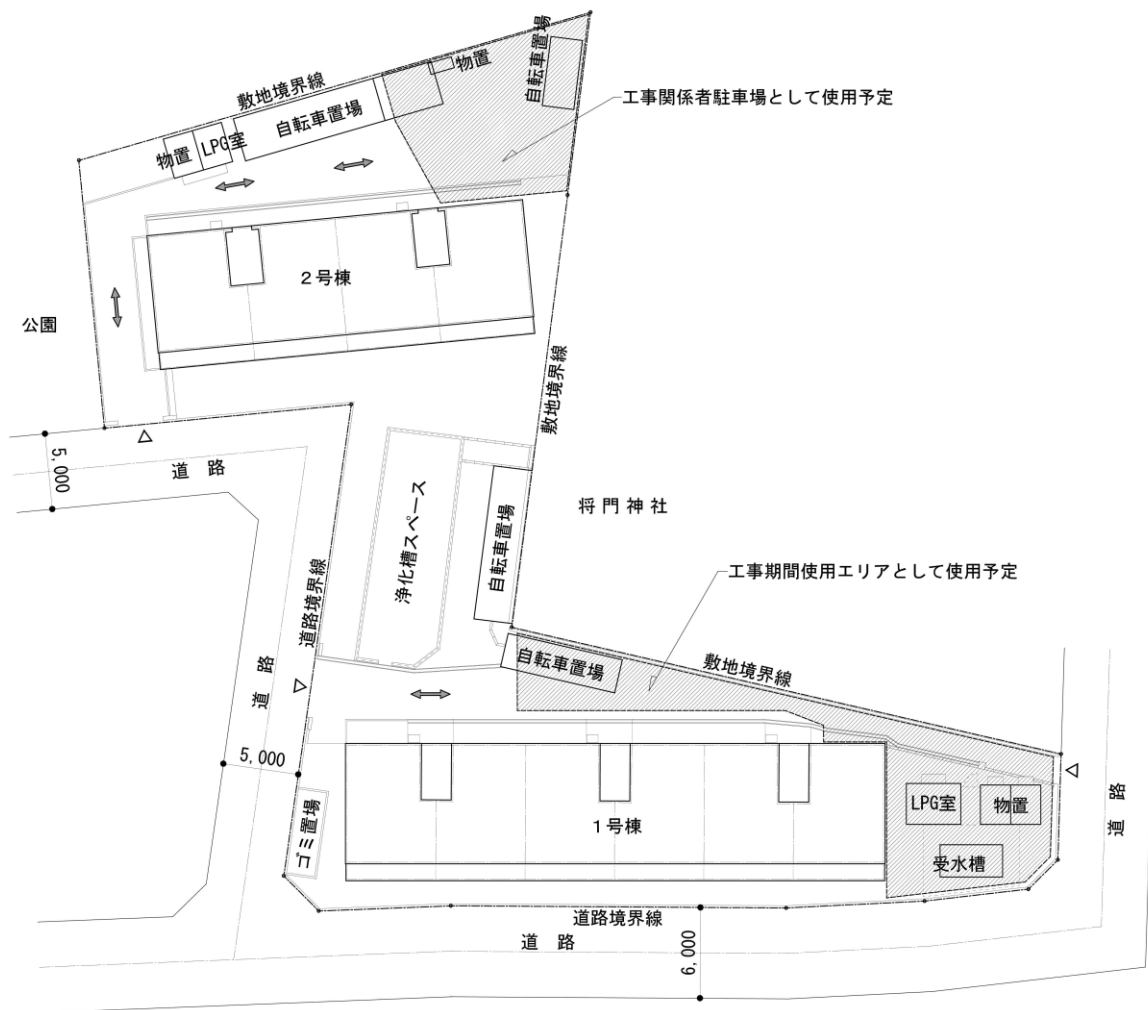 自転車置場
物置
敷地境界線
工事関係者駐車場として使用予定
自転車置場
LPG室
物置
2号棟
公園
敷地境界線
5,000
道 路
将門神社
自転車置場
浄化槽スペース
道路境界線
工事期間使用エリアとして使用予定
自転車置場
敷地境界線
道 路
5,000
LPG室
物置
道 路
1号棟
ゴミ置場
受水槽
道路境界線
道 路
6,000